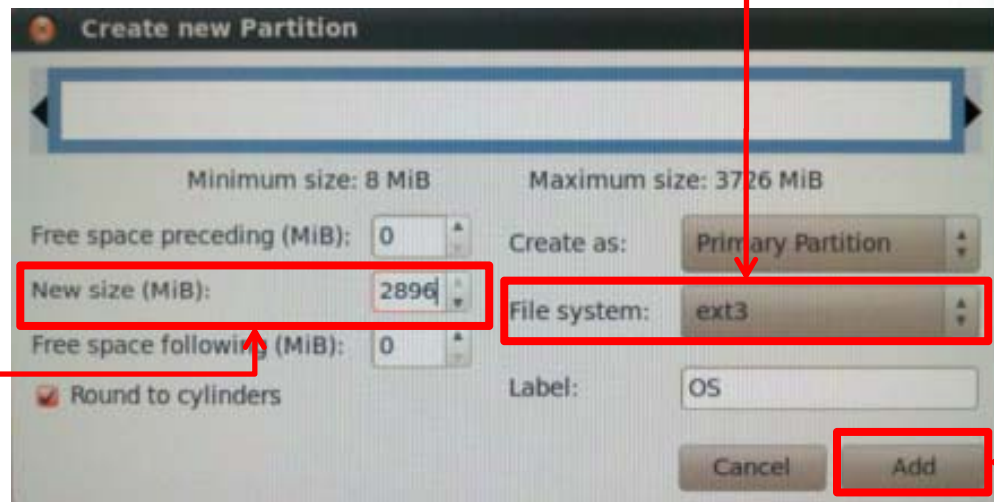 Create new Partition
Minimum size: 8 MiB
Maximum size: 3726 MiB
Free space preceding (MiB): 0
Create as: Primary Partition
New size (MiB): 2896
File system: ext3
Free space following (MiB): 0
Round to cylinders
Label: OS
Cancel
Add